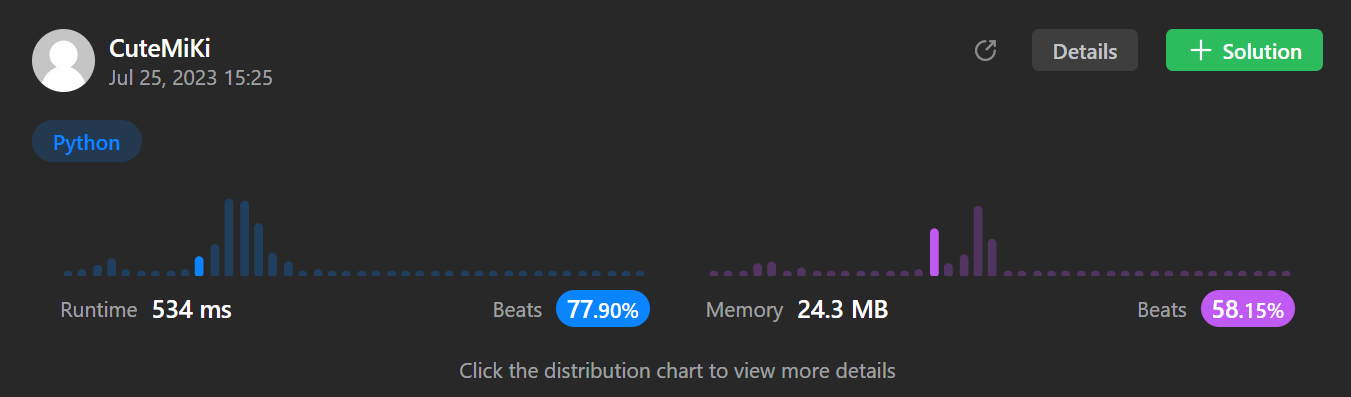 CuteMiKi
Jul 25, 2023 15:25
Details
+ Solution
Python
Runtime 534 ms Beats 77.90%
Memory 24.3 MB Beats 58.15%
Click the distribution chart to view more details